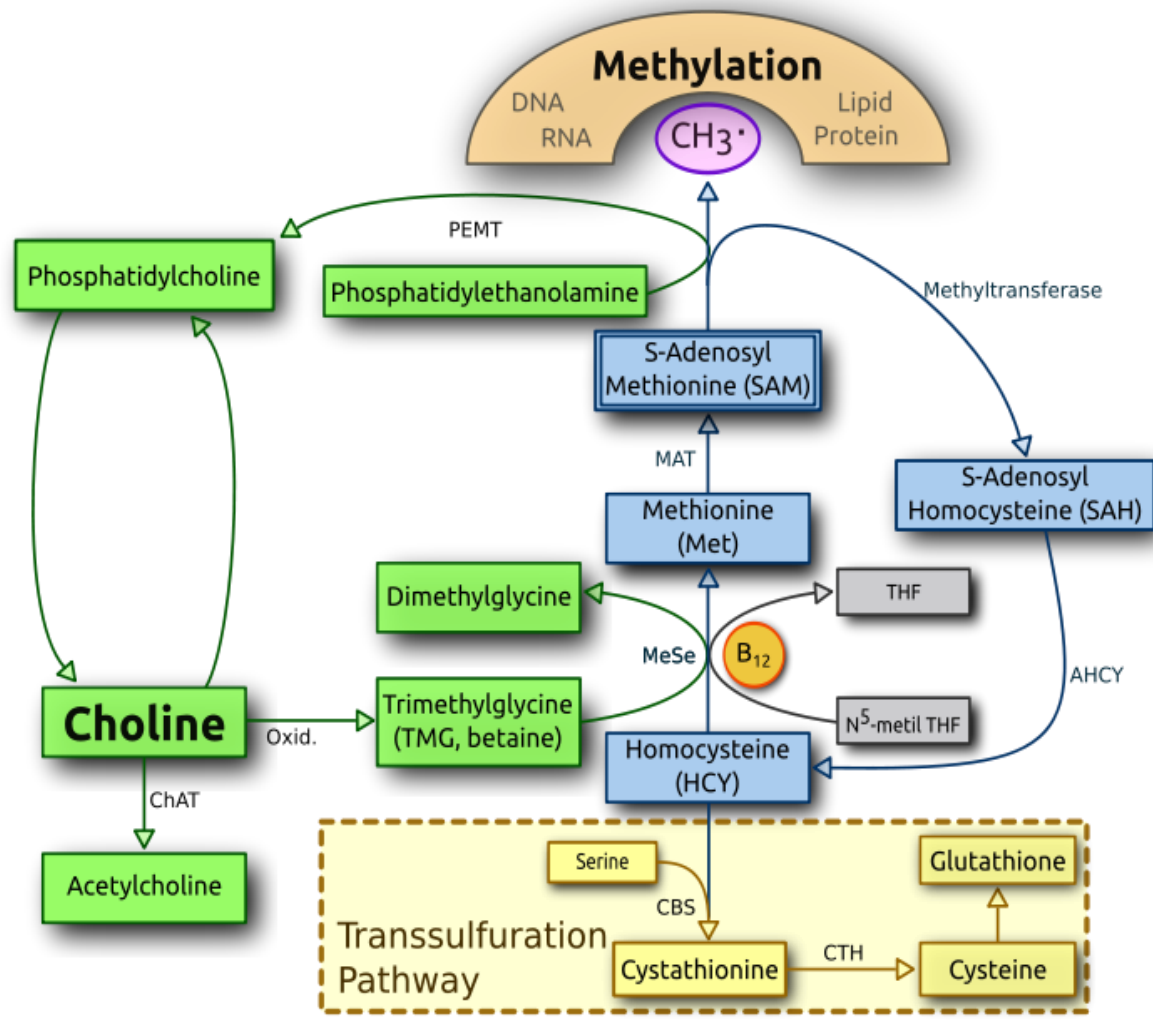 Methylation
DNA
RNA
Lipid
Protein
CH3·
PEMT
Phosphatidylcholine
Phosphatidylethanolamine
Methyltransferase
S-Adenosyl
Methionine (SAM)
MAT
S-Adenosyl
Homocysteine (SAH)
Methionine
(Met)
Dimethylglycine
THF
MeSe
B12
AHCY
Choline
Oxid.
Trimethylglycine
(TMG, betaine)
N5-metil THF
Homocysteine
(HCY)
ChAT
Acetylcholine
Serine
Glutathione
CBS
Transsulfuration
Pathway
Cystathionine
CTH
Cysteine